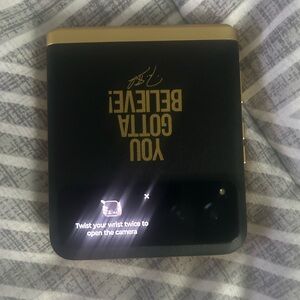 YOU
GOTTA
BELIEVE!
Twist your wrist twice to
open the camera